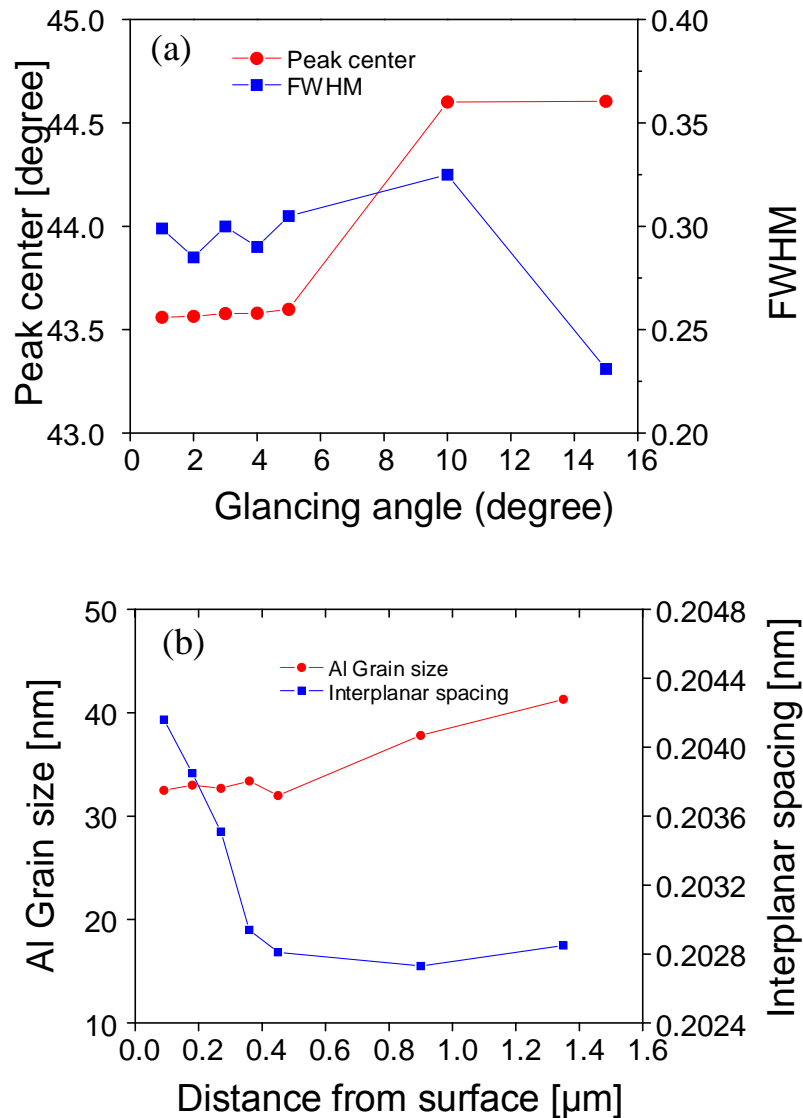 45.0
0.40
(a)
Peak center
FWHM
44.5
0.35
44.0
0.30
43.5
0.25
43.0
0.20
0 2 4 6 8 10 12 14 16
Peak center [degree]
FWHM
Glancing angle (degree)
50
0.2048
(b)
Al Grain size
Interplanar spacing
0.2044
40
0.2040
30
0.2036
0.2032
20
0.2028
10
0.2024
0.0 0.2 0.4 0.6 0.8 1.0 1.2 1.4 1.6
Al Grain size [nm]
Interplanar spacing [nm]
Distance from surface [μm]